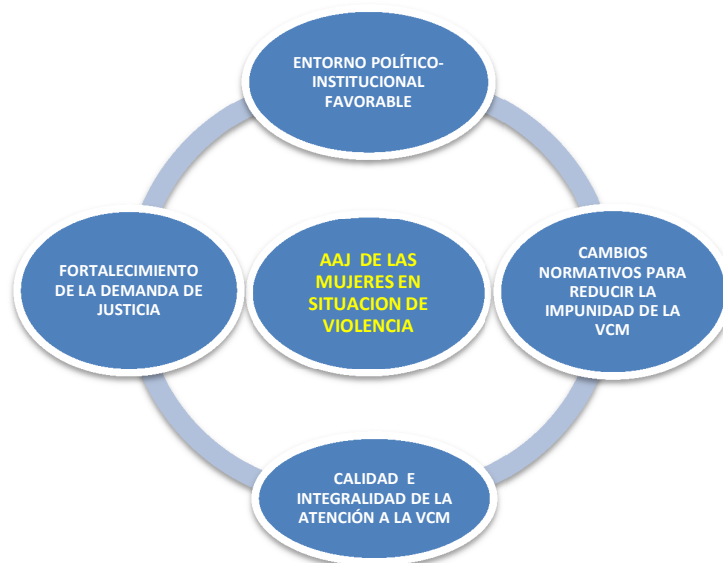 ENTORNO POLÍTICO-
INSTITUCIONAL
FAVORABLE
FORTALECIMIENTO
DE LA DEMANDA DE
JUSTICIA
AAJ DE LAS
MUJERES EN
SITUACION DE
VIOLENCIA
CAMBIOS
NORMATIVOS PARA
REDUCIR LA
IMPUNIDAD DE LA
VCM
CALIDAD E
INTEGRALIDAD DE LA
ATENCIÓN A LA VCM